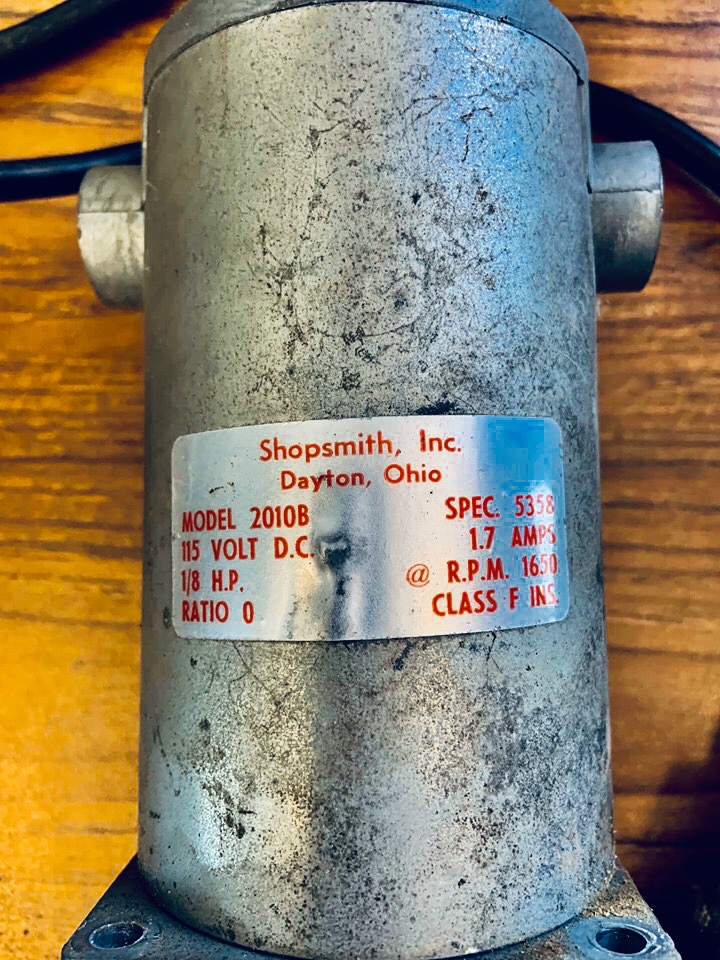 Shopsmith, Inc.
Dayton, Ohio
MODEL 2010B SPEC. 5358
115 VOLT D.C. 1.7 AMPS
1/8 H.P. @ R.P.M. 1650
RATIO 0 CLASS F INS.